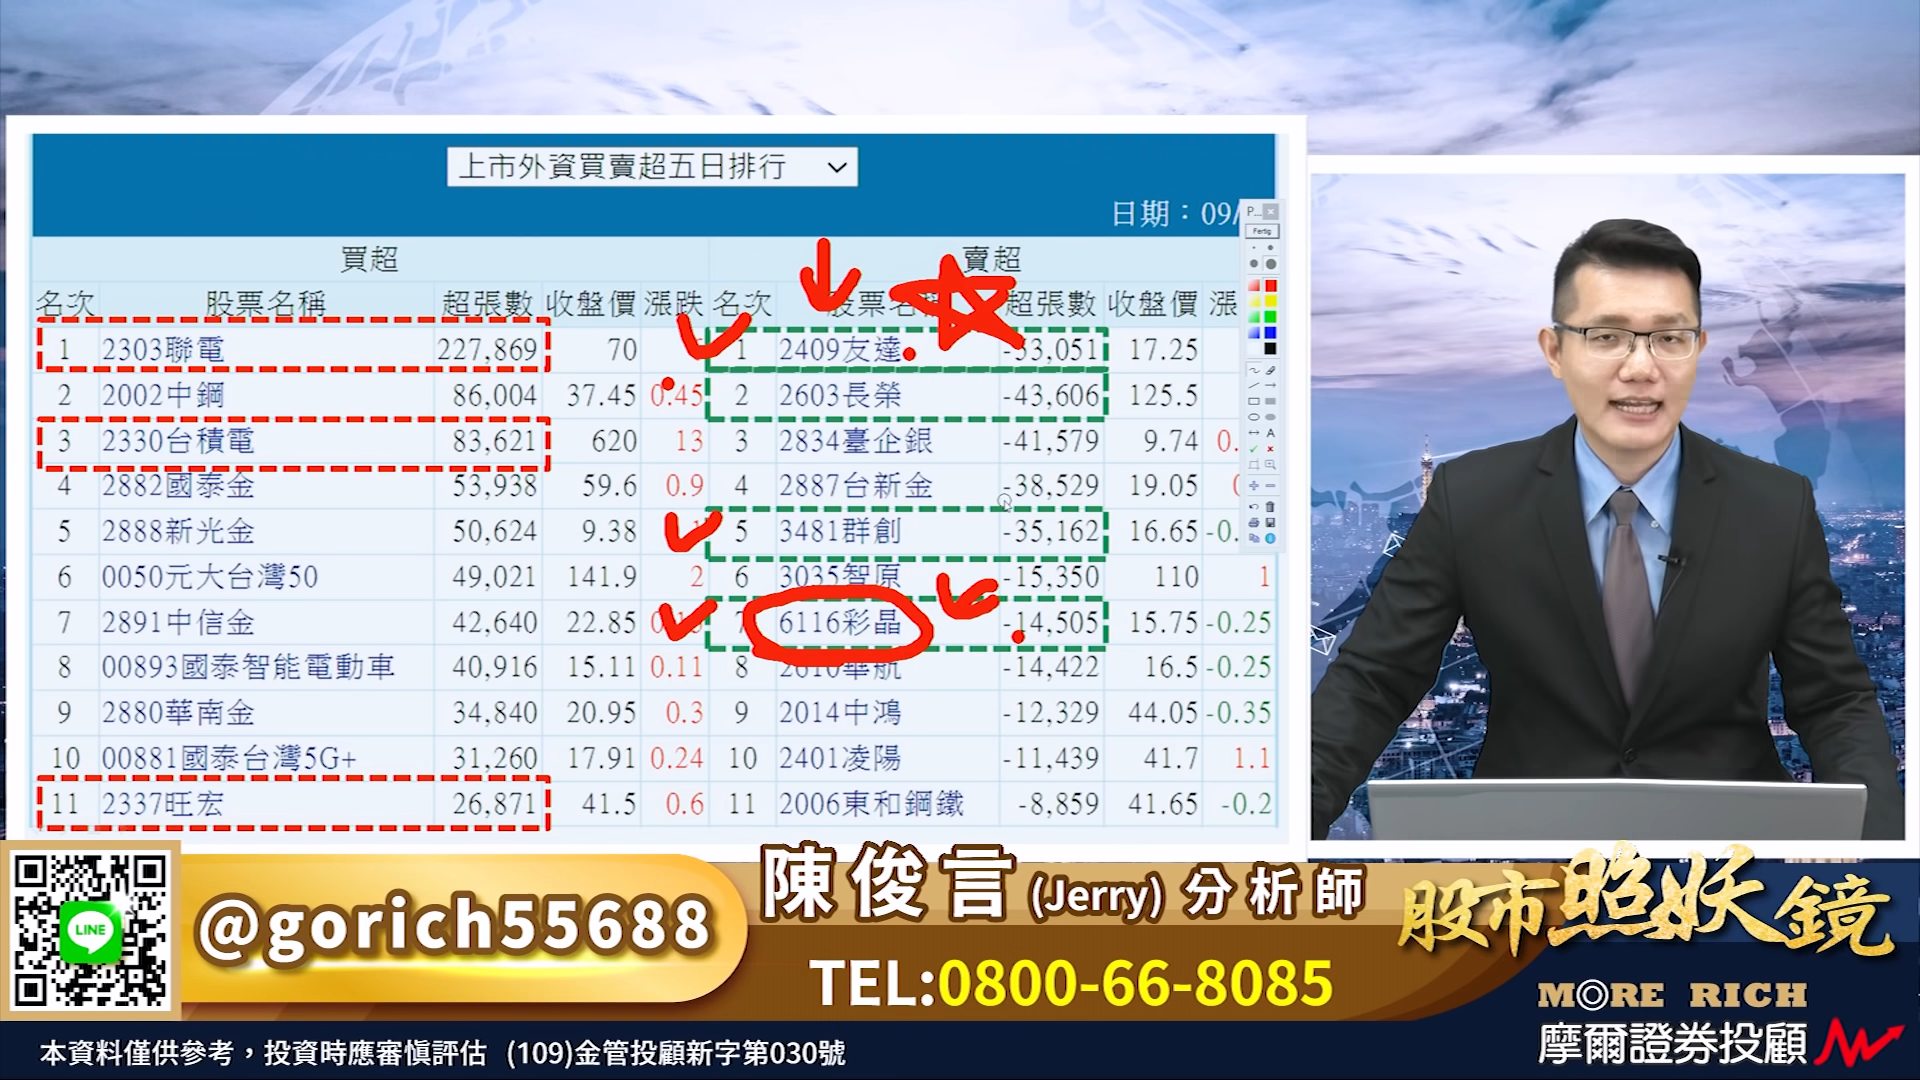 上市外資買賣超五日排行
日期：09/
買超 賣超
名次 股票名稱 超張數 收盤價 漲跌 名次 股票名 超張數 收盤價 漲
1 2303聯電 227,869 70 1 2409友達 -53,051 17.25
2 2002中鋼 86,004 37.45 0.45 2 2603長榮 -43,606 125.5
3 2330台積電 83,621 620 13 3 2834臺企銀 -41,579 9.74 0.
4 2882國泰金 53,938 59.6 0.9 4 2887台新金 -38,529 19.05
5 2888新光金 50,624 9.38 5 3481群創 -35,162 16.65 -0.
6 0050元大台灣50 49,021 141.9 2 6 3035智原 -15,350 110 1
7 2891中信金 42,640 22.85 7 6116彩晶 -14,505 15.75 -0.25
8 00893國泰智能電動車 40,916 15.11 0.11 8 2610華航 -14,422 16.5 -0.25
9 2880華南金 34,840 20.95 0.3 9 2014中鴻 -12,329 44.05 -0.35
10 00881國泰台灣5G+ 31,260 17.91 0.24 10 2401凌陽 -11,439 41.7 1.1
11 2337旺宏 26,871 41.5 0.6 11 2006東和鋼鐵 -8,859 41.65 -0.2
P...
Fertig
A
LINE
@gorich55688
陳俊言 (Jerry) 分析師
TEL:0800-66-8085
股市照妖鏡
MORE RICH
摩爾證券投顧
本資料僅供參考，投資時應審慎評估 (109)金管投顧新字第030號